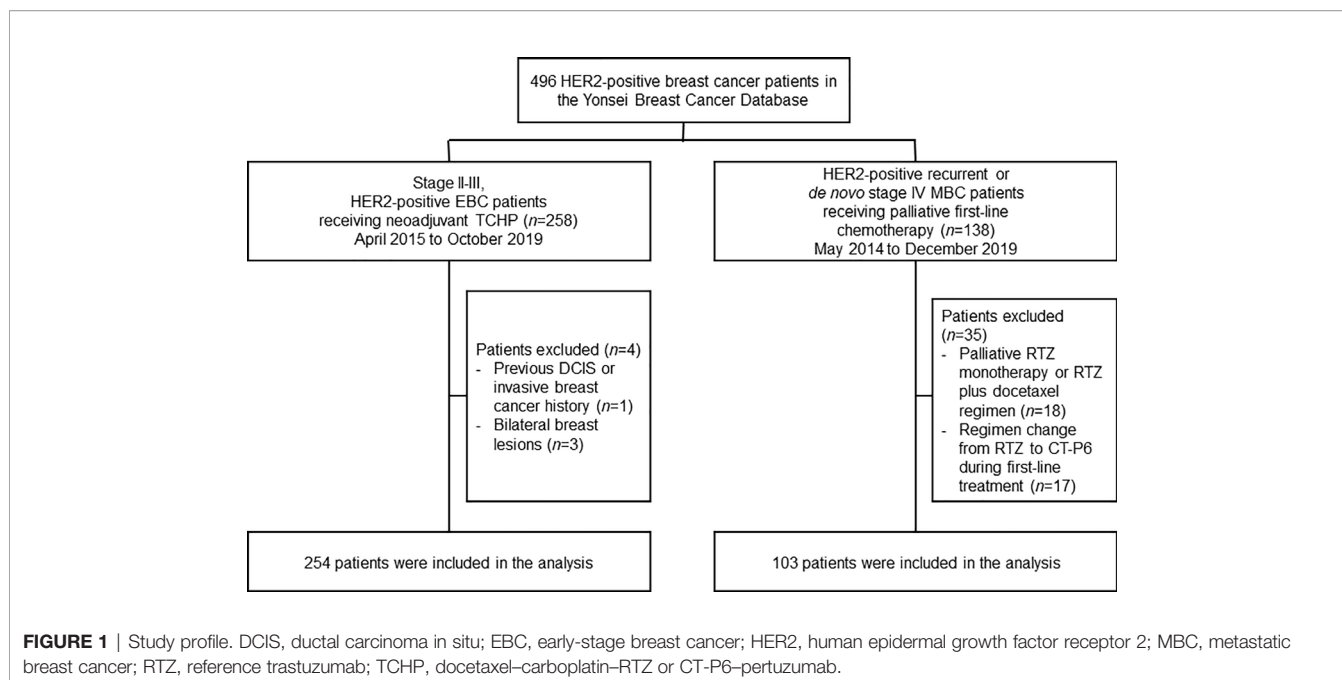 496 HER2-positive breast cancer patients in
the Yonsei Breast Cancer Database
Stage II-III,
HER2-positive EBC patients
receiving neoadjuvant TCHP (n=258)
April 2015 to October 2019
HER2-positive recurrent or
de novo stage IV MBC patients
receiving palliative first-line
chemotherapy (n=138)
May 2014 to December 2019
Patients excluded (n=4)
- Previous DCIS or
invasive breast
cancer history (n=1)
- Bilateral breast
lesions (n=3)
Patients excluded
(n=35)
- Palliative RTZ
monotherapy or RTZ
plus docetaxel
regimen (n=18)
- Regimen change
from RTZ to CT-P6
during first-line
treatment (n=17)
254 patients were included in the analysis
103 patients were included in the analysis
FIGURE 1 | Study profile. DCIS, ductal carcinoma in situ; EBC, early-stage breast cancer; HER2, human epidermal growth factor receptor 2; MBC, metastatic
breast cancer; RTZ, reference trastuzumab; TCHP, docetaxel–carboplatin–RTZ or CT-P6–pertuzumab.